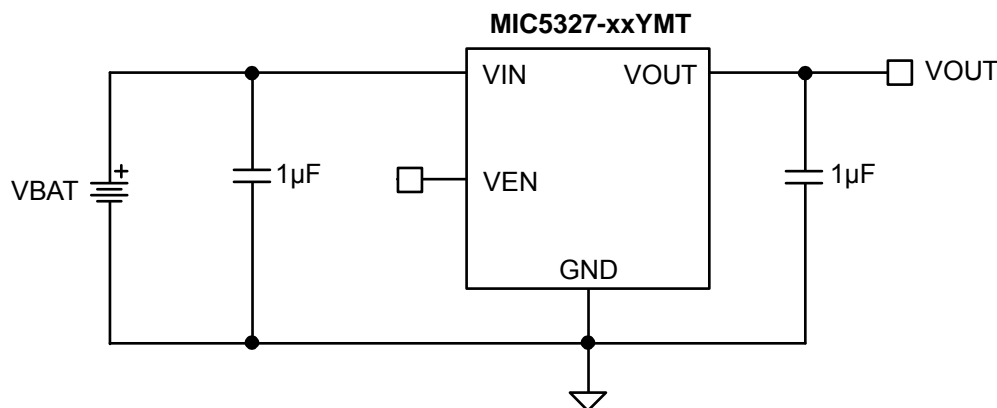 MIC5327-xxYMT
VIN
VOUT
VOUT
+
1µF
VBAT
VEN
1µF
GND